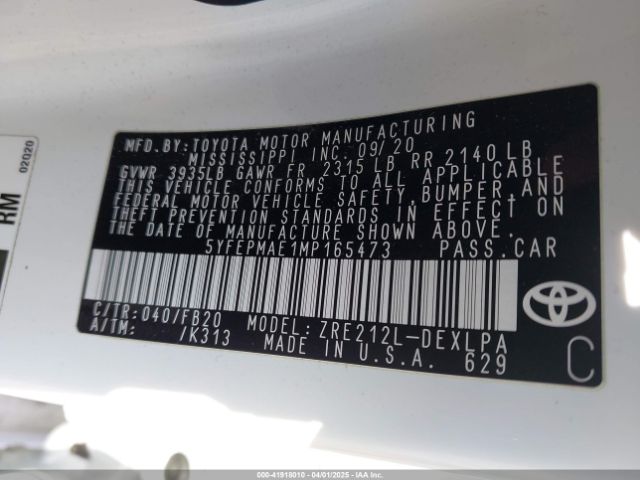 02020
RM
MFD.BY:TOYOTA MOTOR MANUFACTURING
MISSISSIPPI INC. 09/20
GVWR 3935LB GAWR FR 2315 LB RR 2140 LB
THIS VEHICLE CONFORMS TO ALL APPLICABLE
FEDERAL MOTOR VEHICLE SAFETY,BUMPER,AND
THEFT PREVENTION STANDARDS IN EFFECT ON
THE DATE OF MANUFACTURE SHOWN ABOVE.
5YFEPMAE1MP165473 PASS.CAR
C/TR:040/FB20 MODEL: ZRE212L-DEXLPA
A/TM: /K313 MADE IN U.S.A. 629
C
000-41918010 - 04/01/2025 - IAAI, Inc.